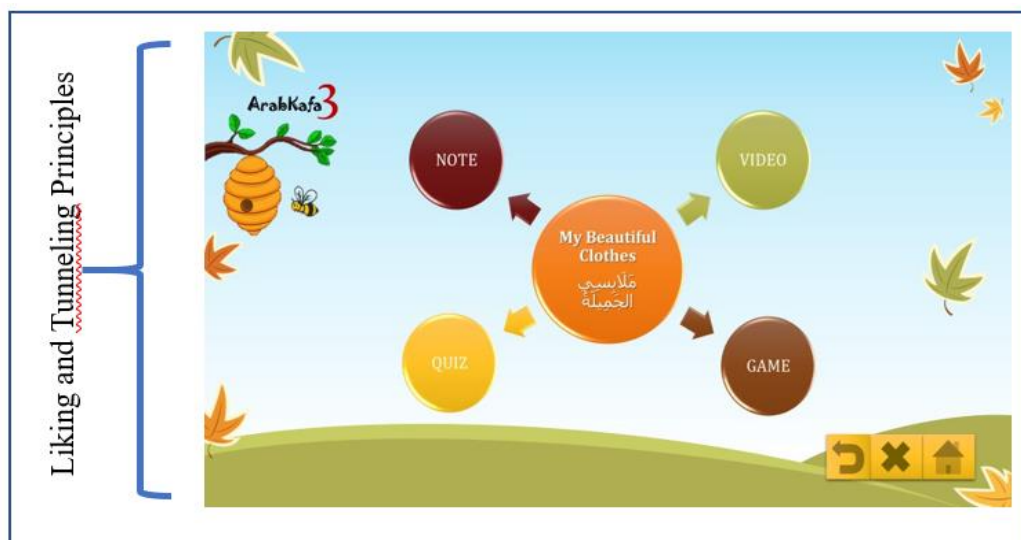 Liking and Tunneling Principles
ArabKafa3
NOTE
VIDEO
My Beautiful
Clothes
مَلَابِسِي
الجَمِيلَةُ
QUIZ
GAME